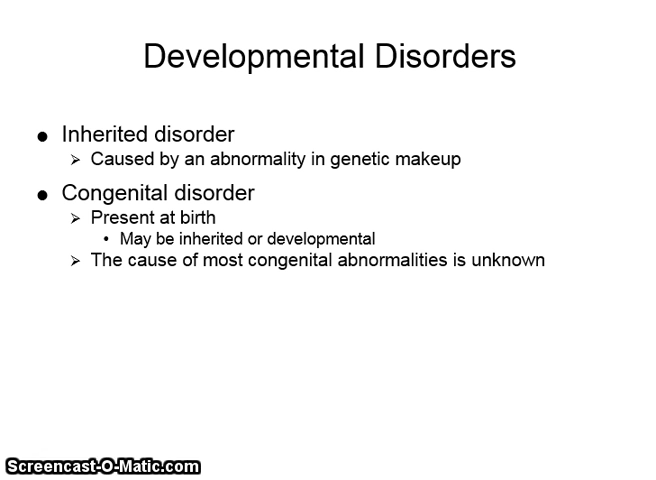 Developmental Disorders
● Inherited disorder
➢ Caused by an abnormality in genetic makeup
● Congenital disorder
➢ Present at birth
• May be inherited or developmental
➢ The cause of most congenital abnormalities is unknown
Screencast-O-Matic.com